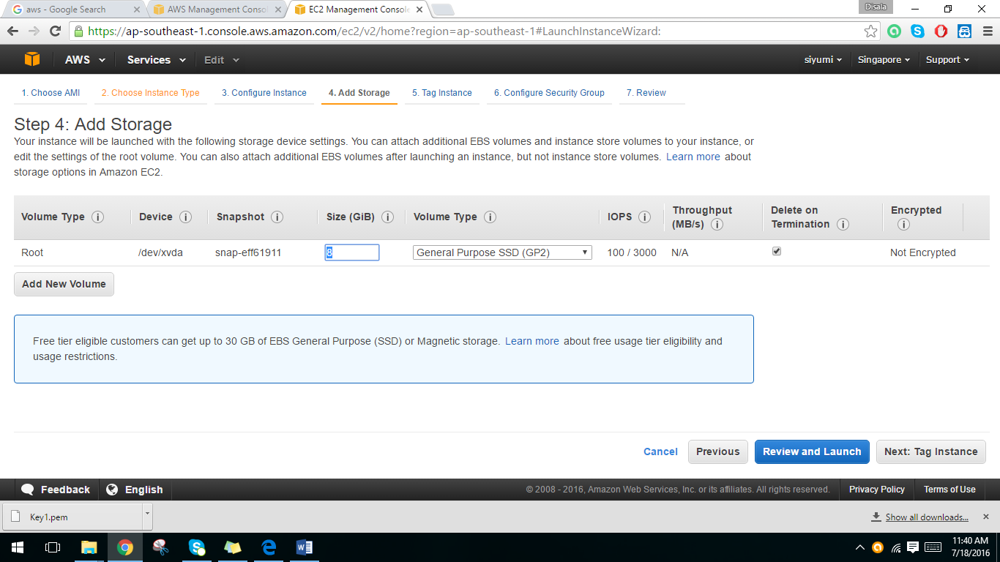 aws - Google Search
AWS Management Consol
EC2 Management Console
Disala
https://ap-southeast-1.console.aws.amazon.com/ec2/v2/home?region=ap-southeast-1#LaunchInstanceWizard:
AWS Services Edit siyumi Singapore Support
1. Choose AMI 2. Choose Instance Type 3. Configure Instance 4. Add Storage 5. Tag Instance 6. Configure Security Group 7. Review
Step 4: Add Storage
Your instance will be launched with the following storage device settings. You can attach additional EBS volumes and instance store volumes to your instance, or
edit the settings of the root volume. You can also attach additional EBS volumes after launching an instance, but not instance store volumes. Learn more about
storage options in Amazon EC2.
Volume Type i Device i Snapshot i Size (GiB) i Volume Type i IOPS i Throughput (MB/s) i Delete on Termination i Encrypted i
Root /dev/xvda snap-eff61911 8 General Purpose SSD (GP2) 100 / 3000 N/A Not Encrypted
Add New Volume
Free tier eligible customers can get up to 30 GB of EBS General Purpose (SSD) or Magnetic storage. Learn more about free usage tier eligibility and
usage restrictions.
Cancel Previous Review and Launch Next: Tag Instance
Feedback English © 2008 - 2016, Amazon Web Services, Inc. or its affiliates. All rights reserved. Privacy Policy Terms of Use
Key1.pem Show all downloads...
11:40 AM
7/18/2016